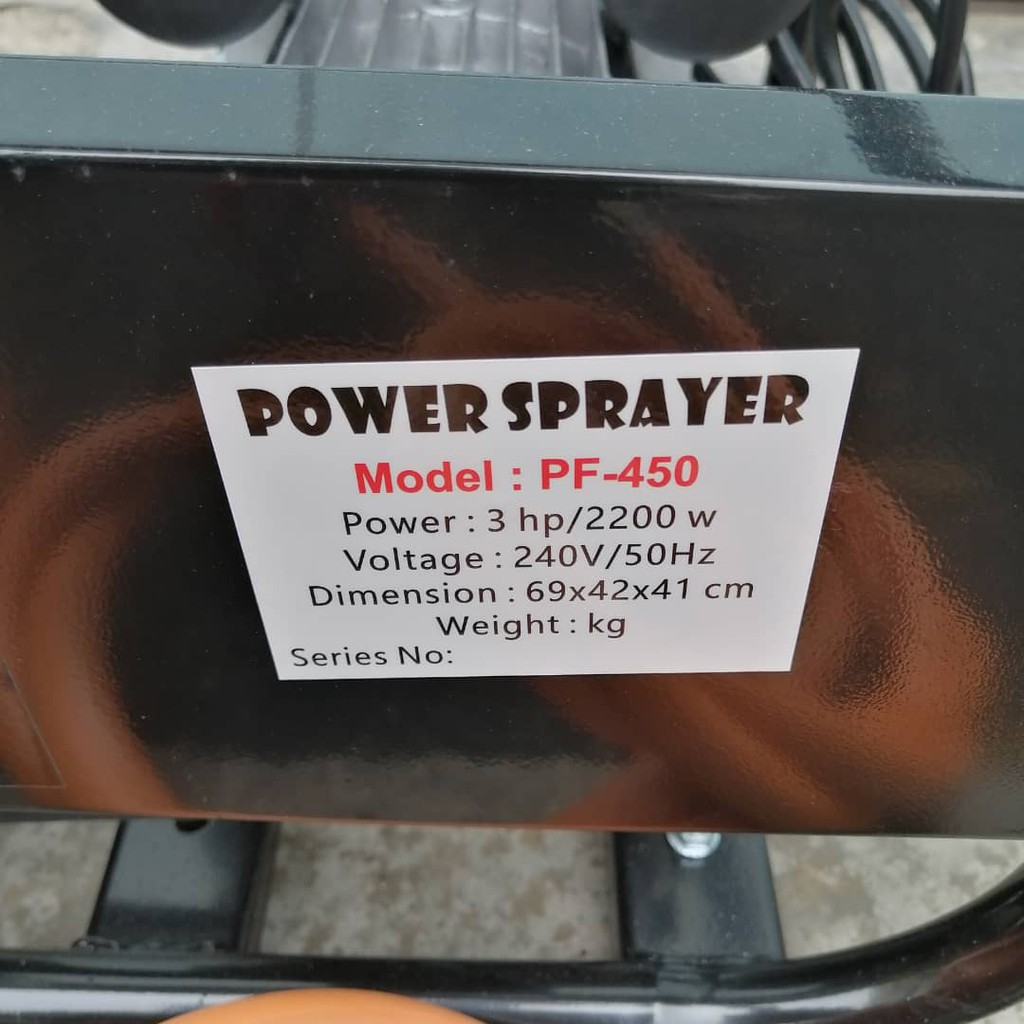 POWER SPRAYER
Model : PF-450
Power : 3 hp/2200 w
Voltage : 240V/50Hz
Dimension : 69x42x41 cm
Weight : kg
Series No: